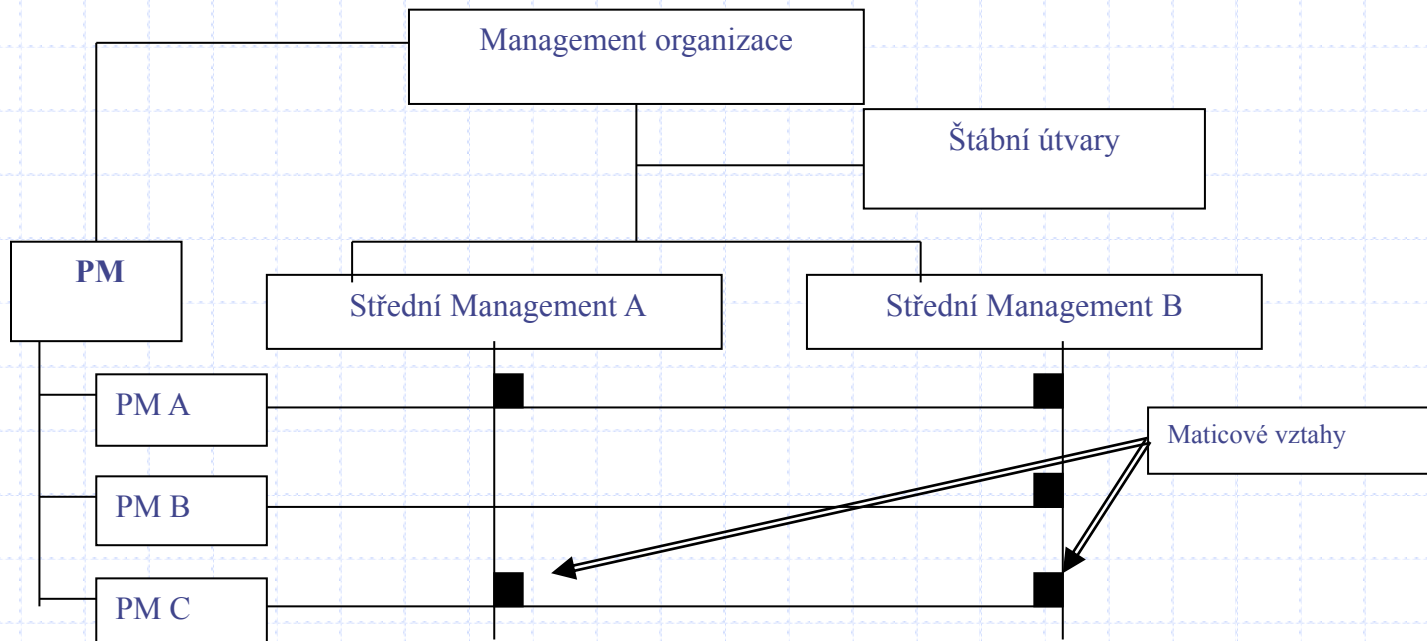 Management organizace
Štábní útvary
PM
Střední Management A
Střední Management B
PM A
Maticové vztahy
PM B
PM C